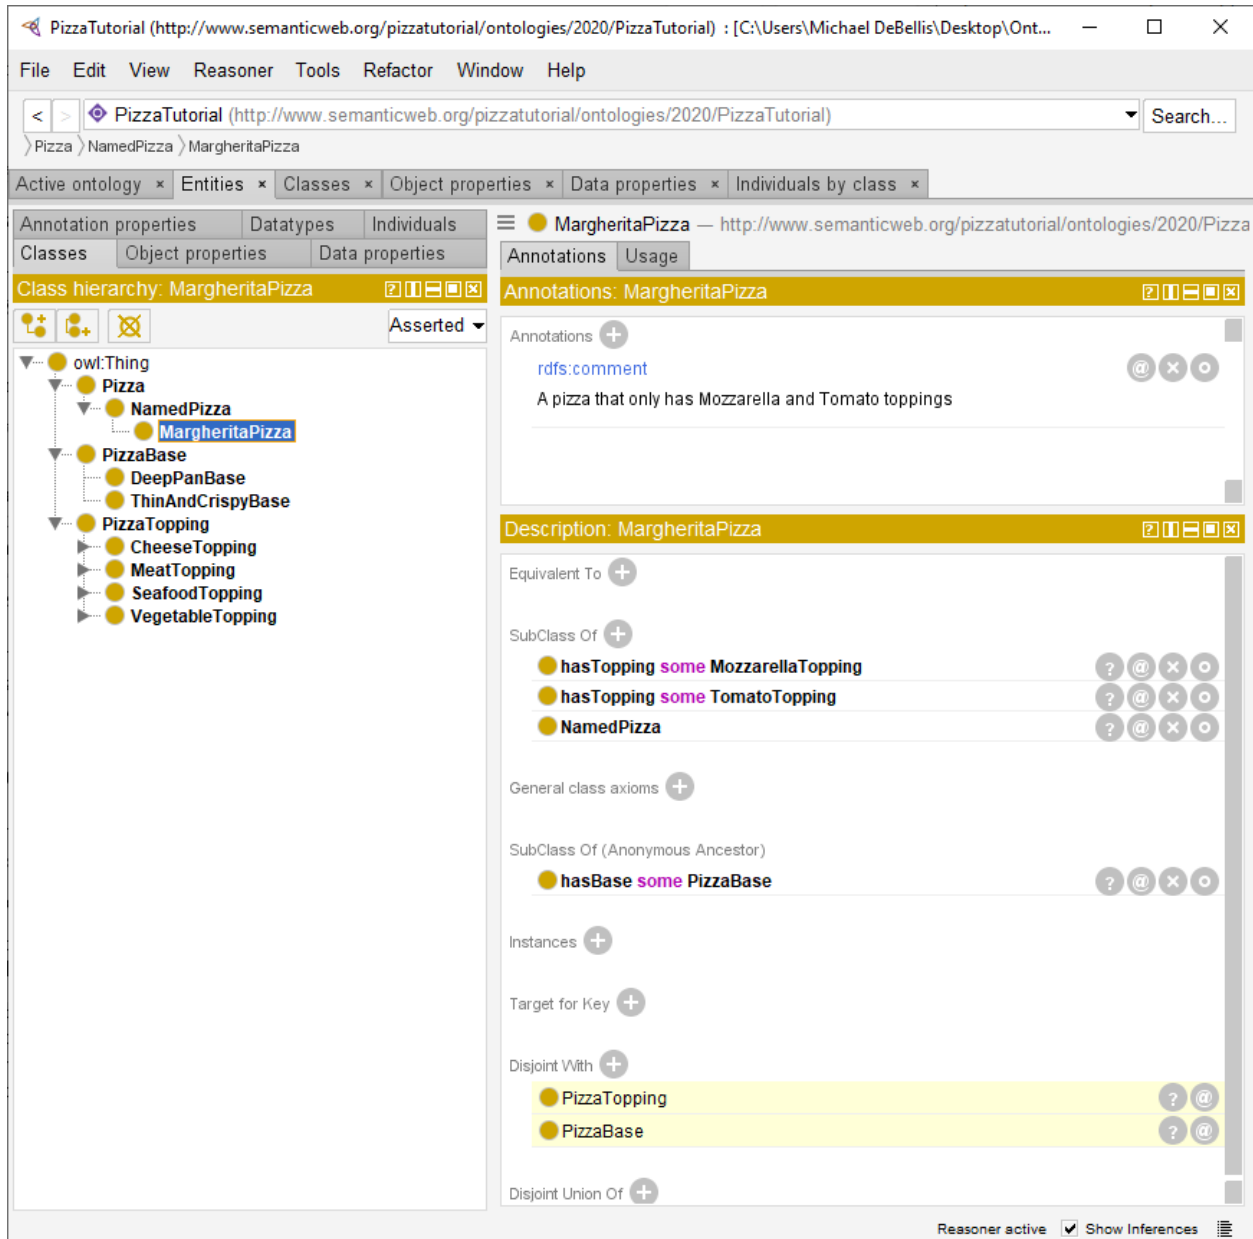 PizzaTutorial (http://www.semanticweb.org/pizzatutorial/ontologies/2020/PizzaTutorial) : [C:\Users\Michael DeBellis\Desktop\Ont...
File Edit View Reasoner Tools Refactor Window Help
< > PizzaTutorial (http://www.semanticweb.org/pizzatutorial/ontologies/2020/PizzaTutorial) Search...
Pizza NamedPizza MargheritaPizza
Active ontology × Entities × Classes × Object properties × Data properties × Individuals by class ×
Annotation properties Datatypes Individuals
Classes Object properties Data properties
Class hierarchy: MargheritaPizza
Asserted
owl:Thing
Pizza
NamedPizza
MargheritaPizza
PizzaBase
DeepPanBase
ThinAndCrispyBase
PizzaTopping
CheeseTopping
MeatTopping
SeafoodTopping
VegetableTopping
MargheritaPizza — http://www.semanticweb.org/pizzatutorial/ontologies/2020/Pizza
Annotations Usage
Annotations: MargheritaPizza
Annotations
rdfs:comment
A pizza that only has Mozzarella and Tomato toppings
Description: MargheritaPizza
Equivalent To
SubClass Of
hasTopping some MozzarellaTopping
hasTopping some TomatoTopping
NamedPizza
General class axioms
SubClass Of (Anonymous Ancestor)
hasBase some PizzaBase
Instances
Target for Key
Disjoint With
PizzaTopping
PizzaBase
Disjoint Union Of
Reasoner active Show Inferences